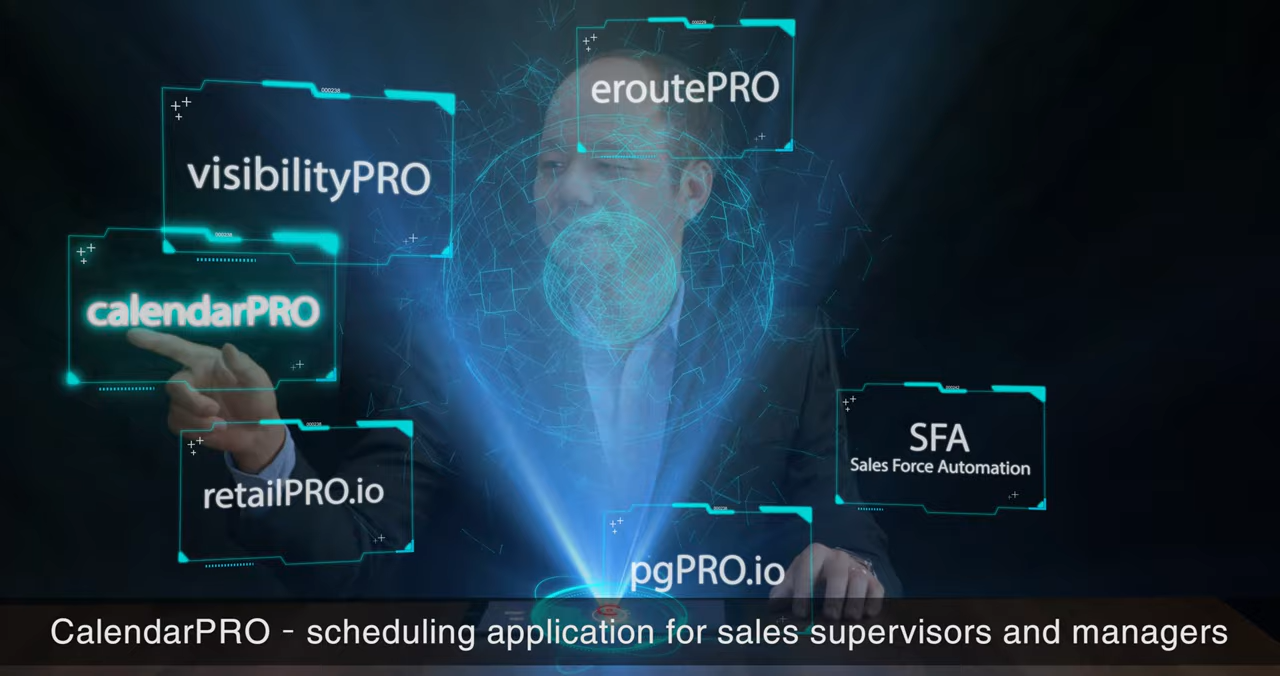 eroutePRO
visibilityPRO
calendarPRO
retailPRO.io
SFA
Sales Force Automation
pgPRO.io
CalendarPRO - scheduling application for sales supervisors and managers